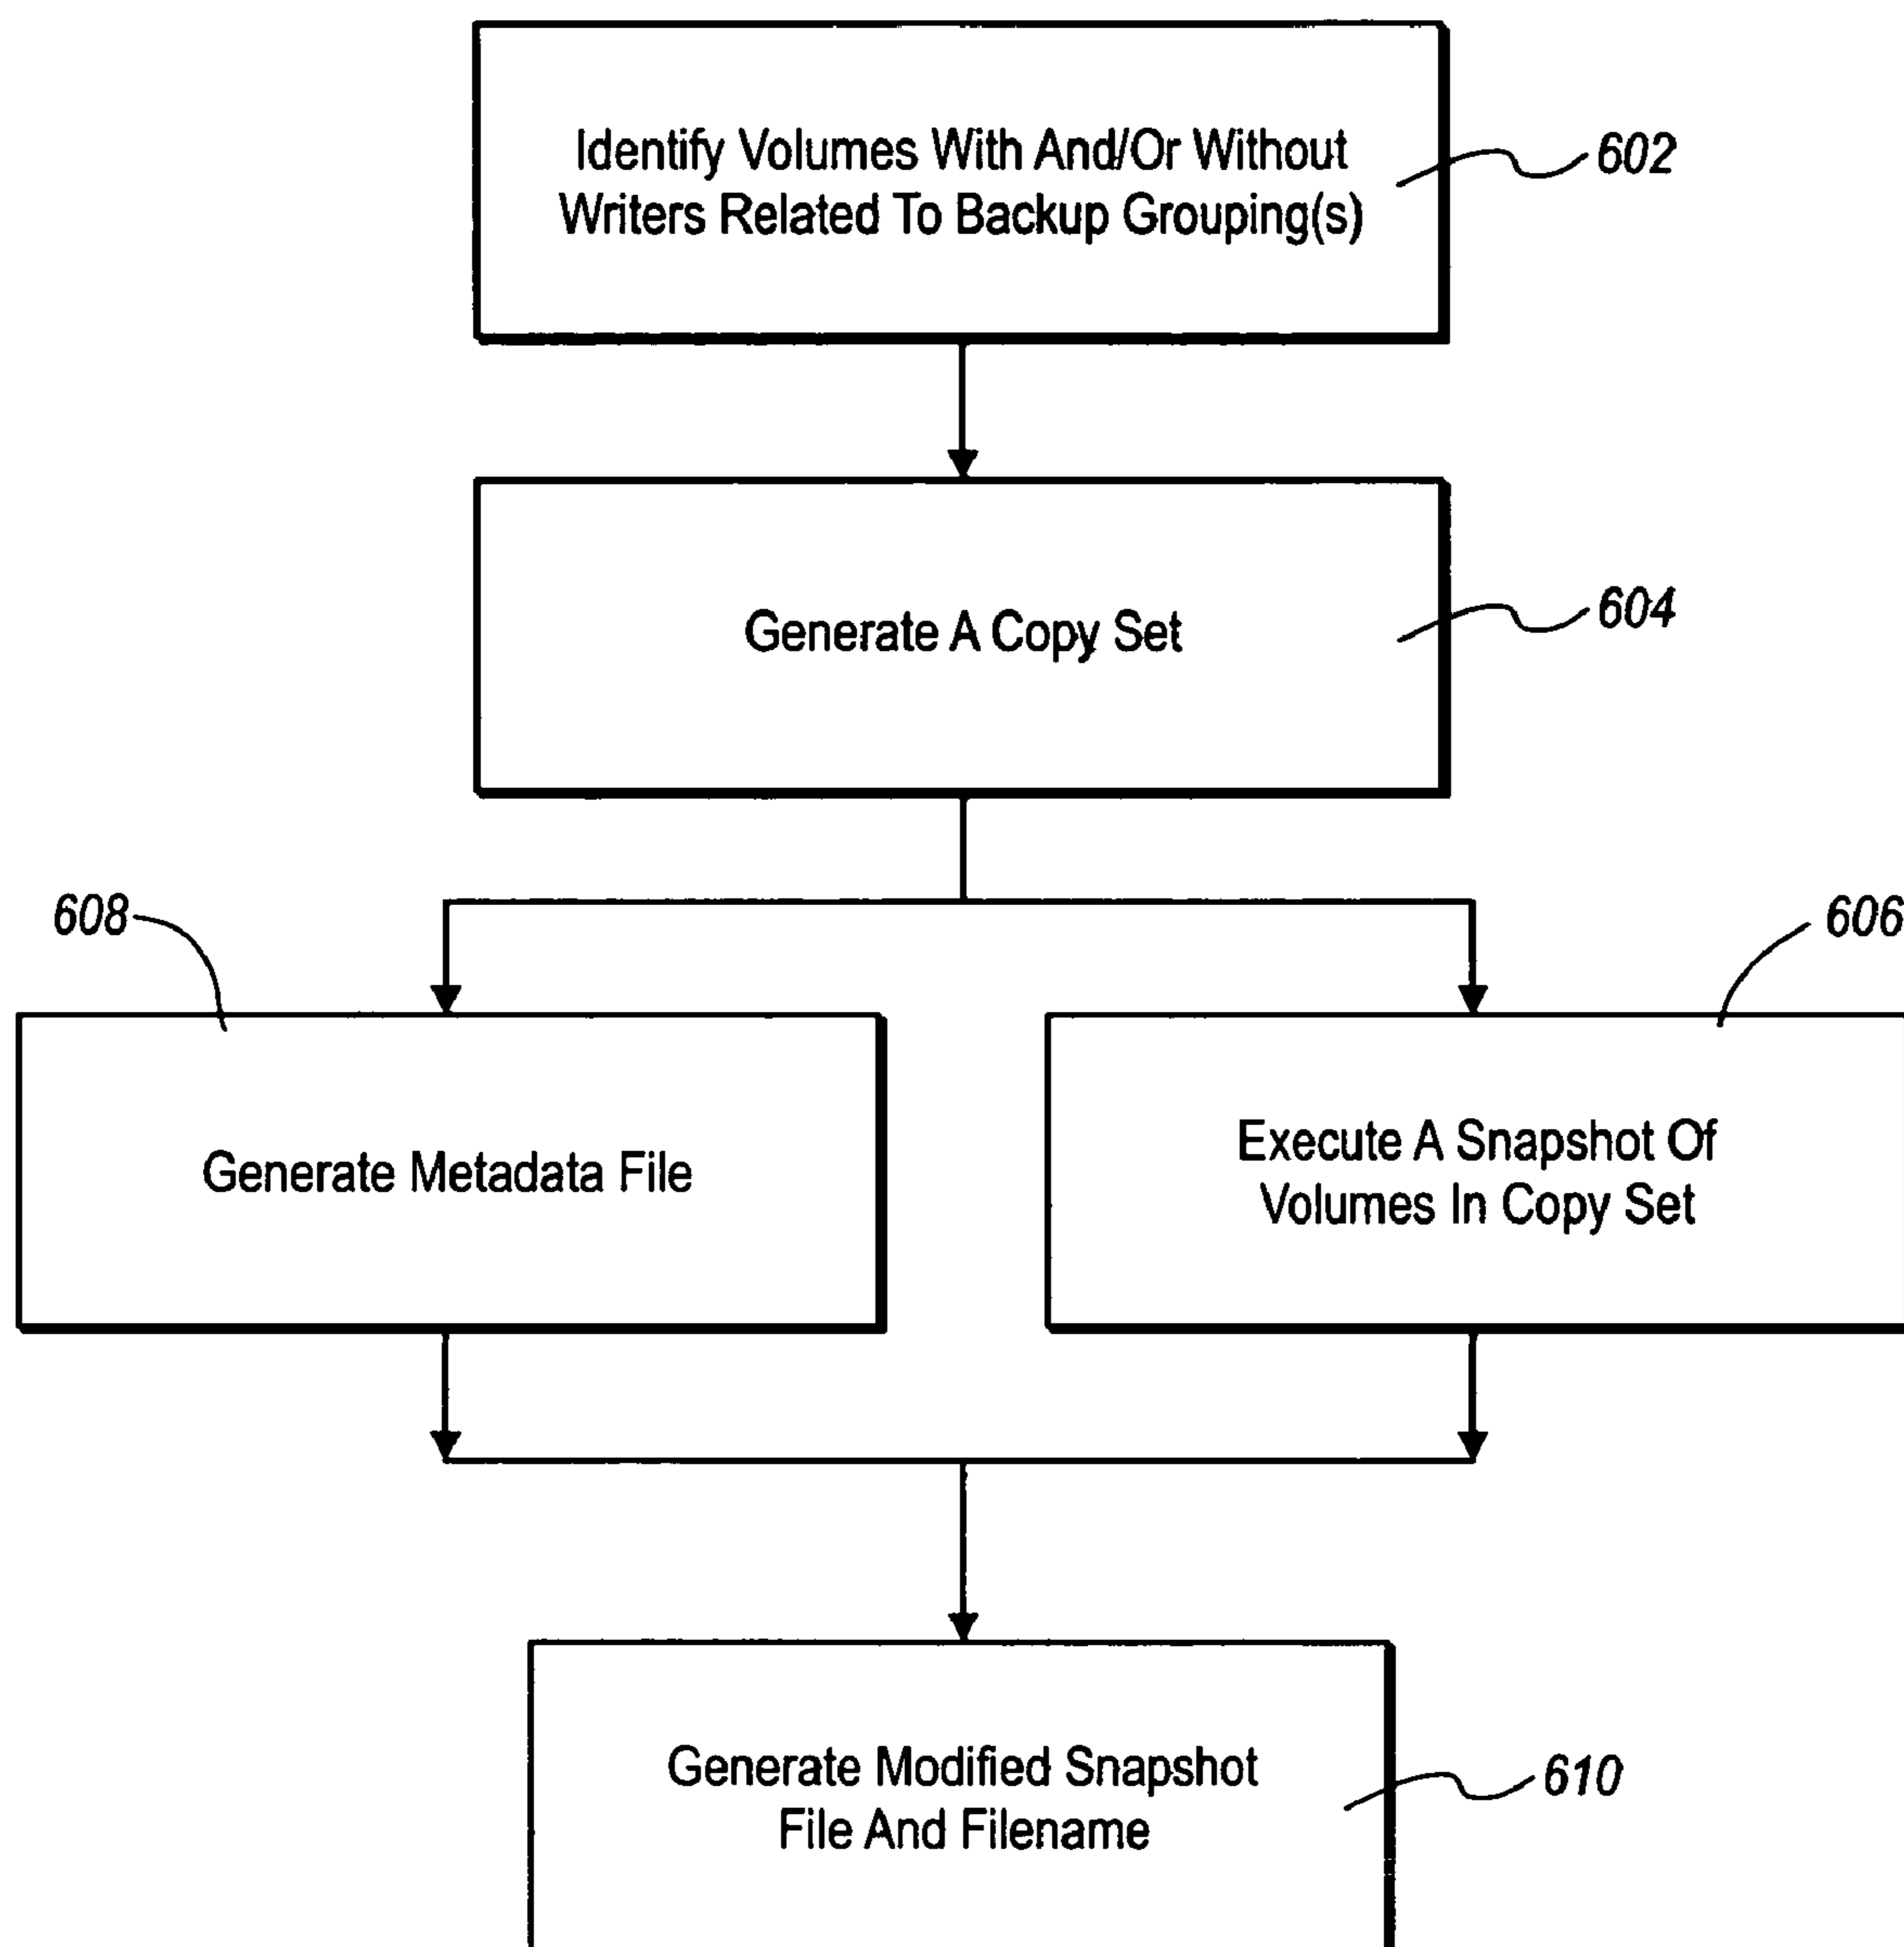 Identify Volumes With And/Or Without
Writers Related To Backup Grouping(s)
602
Generate A Copy Set
604
608
606
Generate Metadata File
Execute A Snapshot Of
Volumes In Copy Set
Generate Modified Snapshot
File And Filename
610